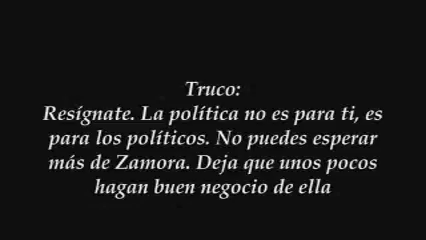 Truco:
Resígnate. La política no es para ti, es
para los políticos. No puedes esperar
más de Zamora. Deja que unos pocos
hagan buen negocio de ella